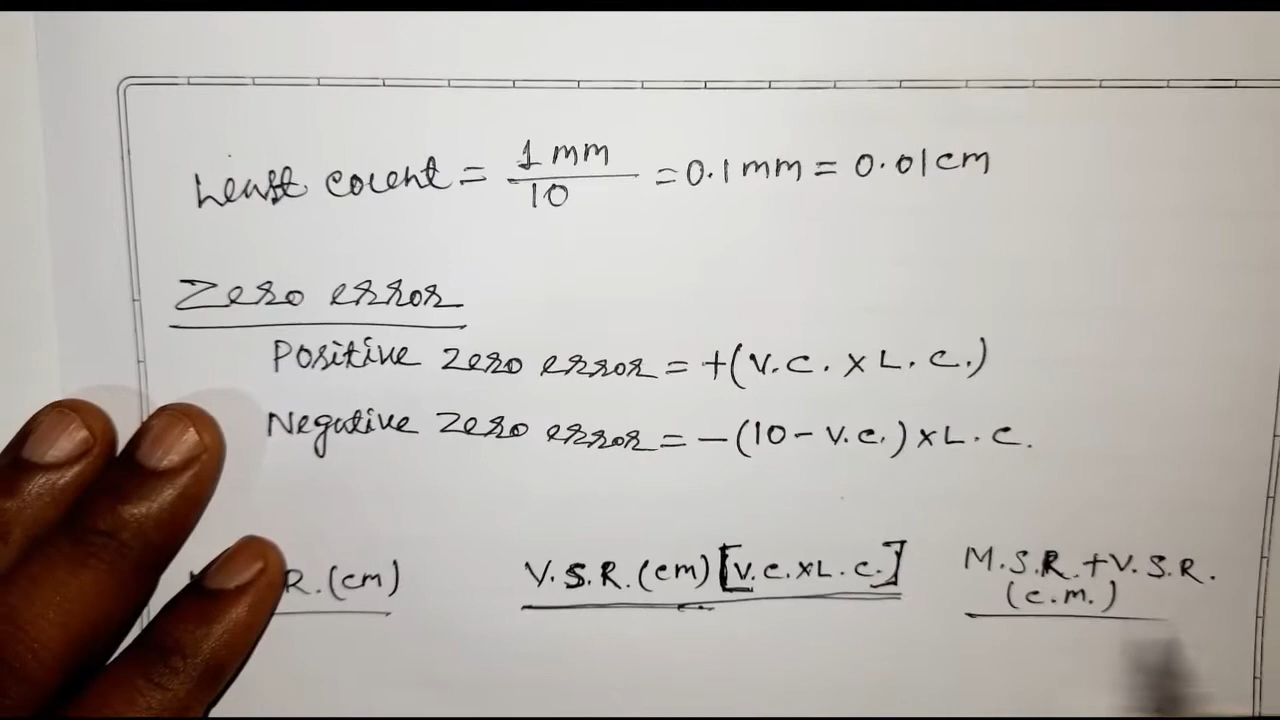 Least count = 1 mm / 10 = 0.1 mm = 0.01 cm
Zero error
Positive zero error = +(V.C. × L.C.)
Negative zero error = -(10 - V.C.) × L.C.
R.(cm) V.S.R.(cm) [V.C.×L.C.] M.S.R.+V.S.R.
(c.m.)